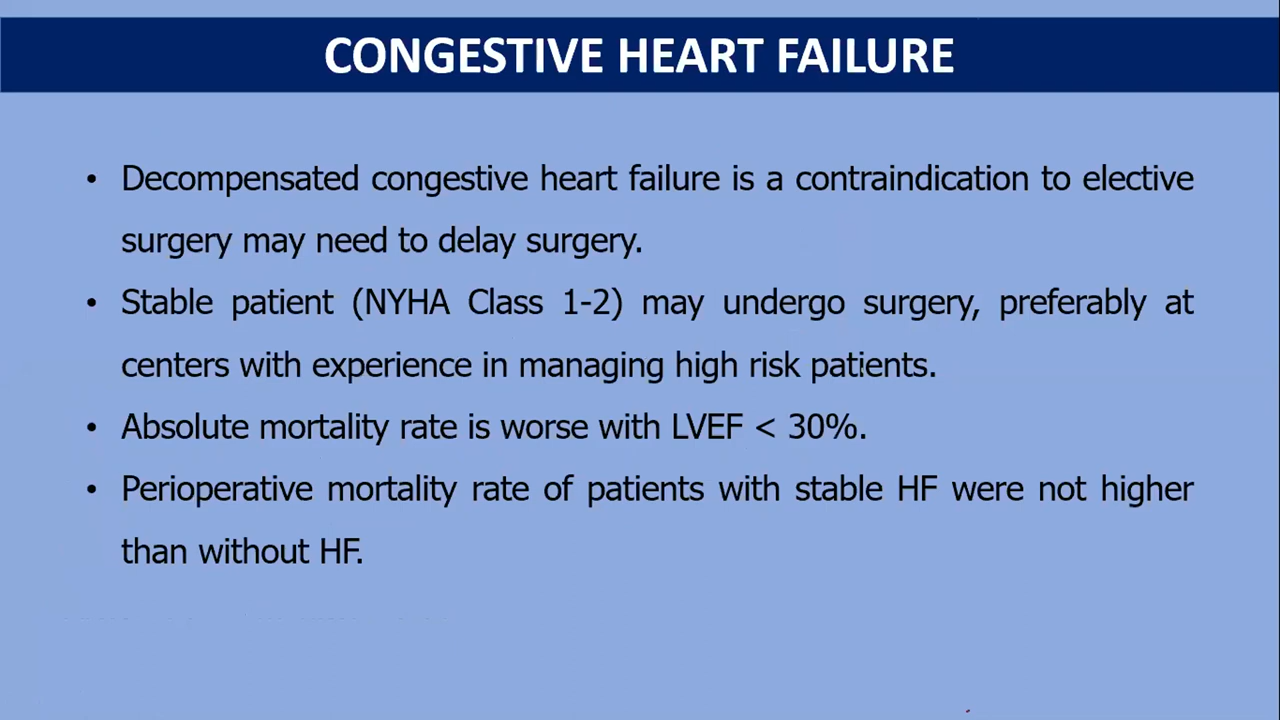 CONGESTIVE HEART FAILURE
• Decompensated congestive heart failure is a contraindication to elective
surgery may need to delay surgery.
• Stable patient (NYHA Class 1-2) may undergo surgery, preferably at
centers with experience in managing high risk patients.
• Absolute mortality rate is worse with LVEF < 30%.
• Perioperative mortality rate of patients with stable HF were not higher
than without HF.